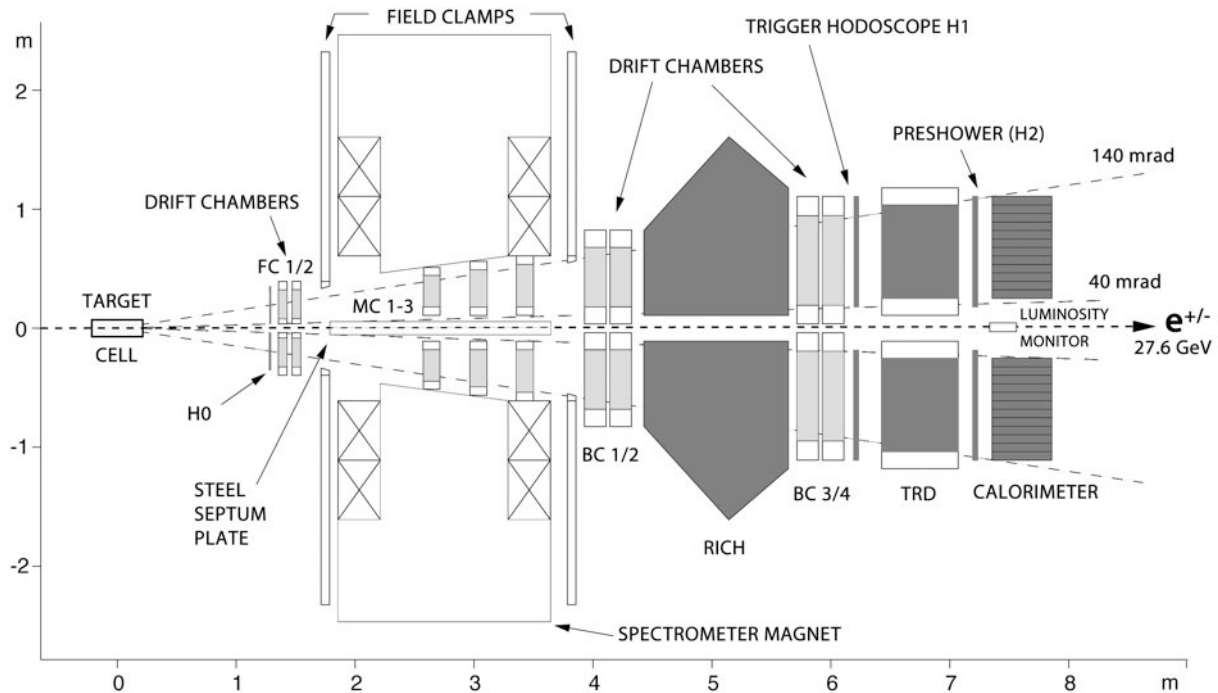 FIELD CLAMPS
m
TRIGGER HODOSCOPE H1
DRIFT CHAMBERS
2
PRESHOWER (H2)
140 mrad
1
DRIFT CHAMBERS
FC 1/2
40 mrad
TARGET
MC 1-3
0
LUMINOSITY
e+/-
CELL
MONITOR
27.6 GeV
H0
-1
BC 1/2
STEEL
SEPTUM
PLATE
BC 3/4
TRD
CALORIMETER
RICH
-2
SPECTROMETER MAGNET
0 1 2 3 4 5 6 7 8 m